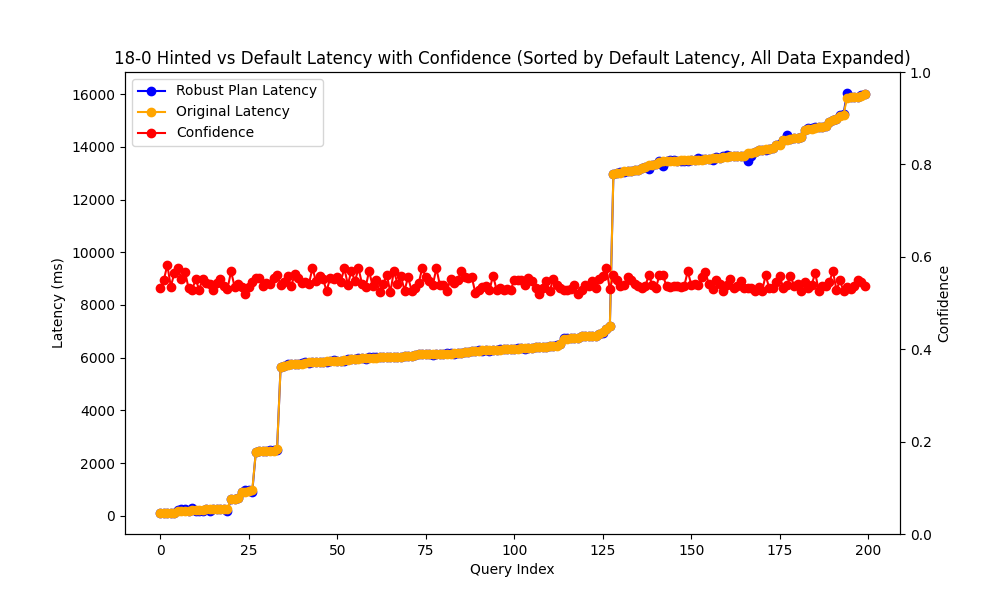 18-0 Hinted vs Default Latency with Confidence (Sorted by Default Latency, All Data Expanded)
Robust Plan Latency
Original Latency
Confidence
Latency (ms)
16000
14000
12000
10000
8000
6000
4000
2000
0
1.0
0.8
0.6
0.4
0.2
0.0
Confidence
0 25 50 75 100 125 150 175 200
Query Index